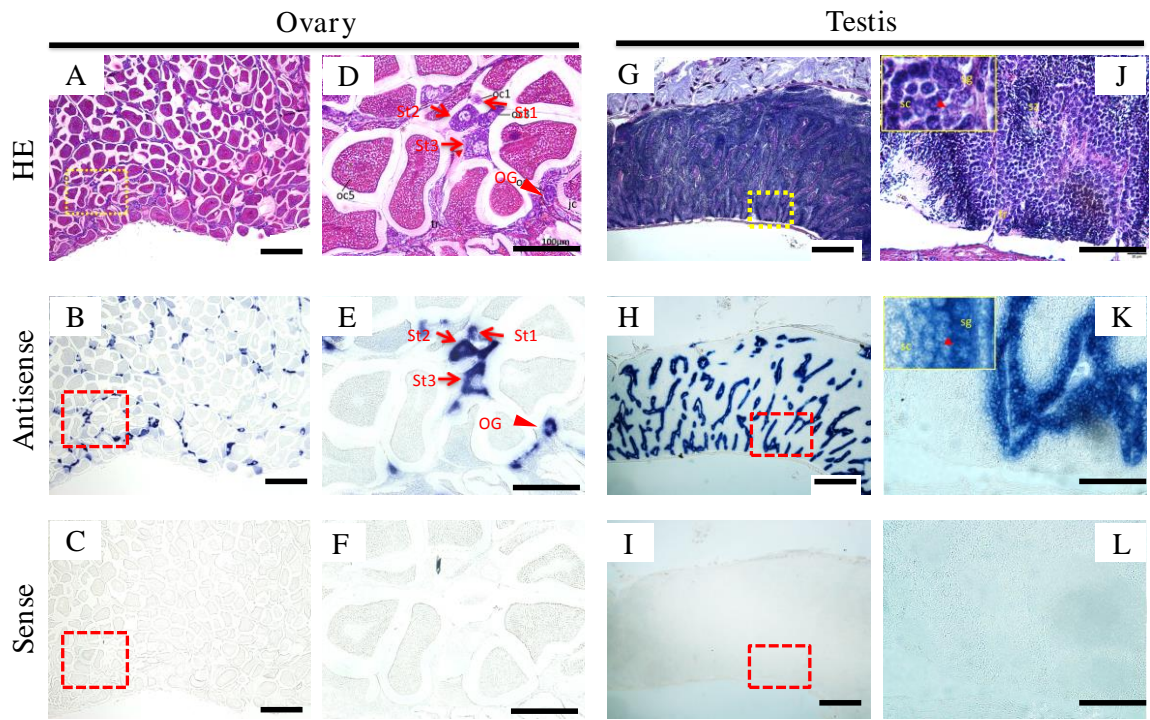 Ovary
Testis
HE
A
D
oc1
St2
St1
St3
OG
oc5
jc
100μm
G
J
sg
sc
Antisense
B
E
St2
St1
St3
OG
H
K
sg
sc
Sense
C
F
I
L